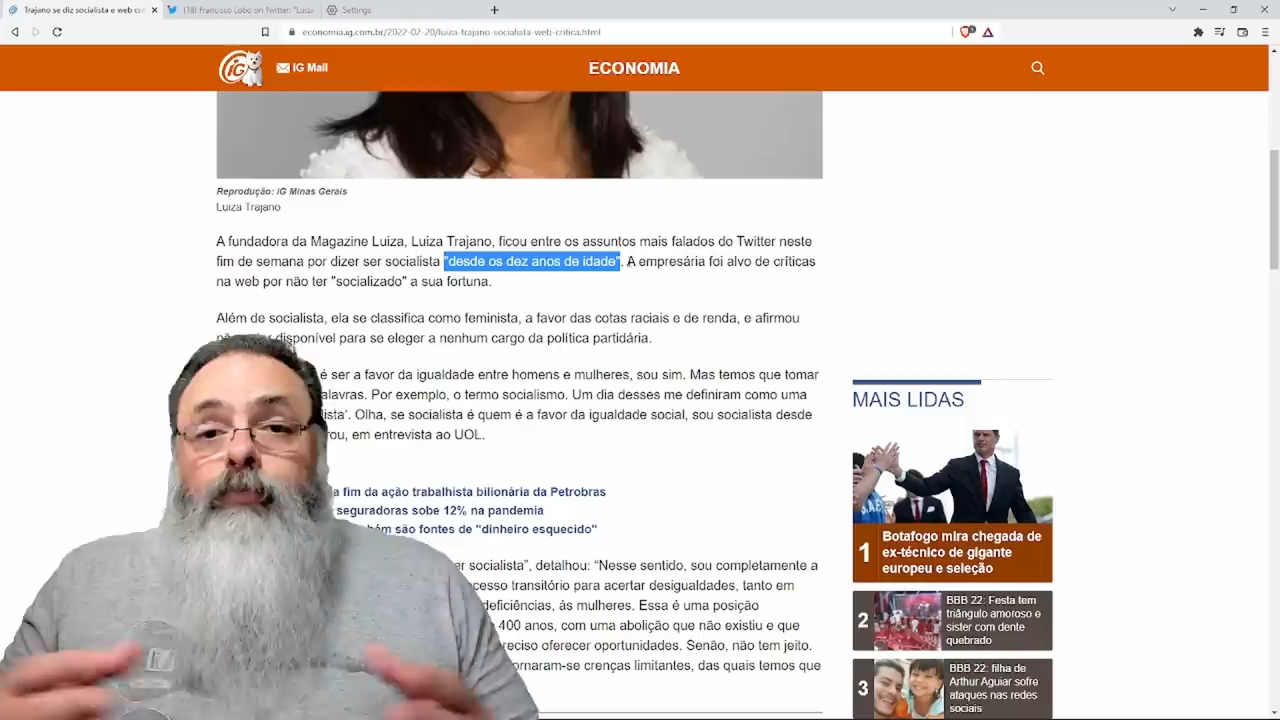 Trajano se diz socialista e web crí
(18) Francisco Lobo on Twitter: "Luiza
Settings
economia.ig.com.br/2022-02-20/luiza-trajano-socialista-web-critica.html
iG
iG Mail
ECONOMIA
Reprodução: iG Minas Gerais
Luiza Trajano
A fundadora da Magazine Luiza, Luiza Trajano, ficou entre os assuntos mais falados do Twitter neste
fim de semana por dizer ser socialista "desde os dez anos de idade". A empresária foi alvo de críticas
na web por não ter "socializado" a sua fortuna.
Além de socialista, ela se classifica como feminista, a favor das cotas raciais e de renda, e afirmou
disponível para se eleger a nenhum cargo da política partidária.
é ser a favor da igualdade entre homens e mulheres, sou sim. Mas temos que tomar
alavras. Por exemplo, o termo socialismo. Um dia desses me definiram como uma
lista'. Olha, se socialista é quem é a favor da igualdade social, sou socialista desde
rou, em entrevista ao UOL.
a fim da ação trabalhista bilionária da Petrobras
seguradoras sobe 12% na pandemia
bém são fontes de "dinheiro esquecido"
er socialista", detalhou: "Nesse sentido, sou completamente a
ocesso transitório para acertar desigualdades, tanto em
deficiências, às mulheres. Essa é uma posição
400 anos, com uma abolição que não existiu e que
reciso oferecer oportunidades. Senão, não tem jeito.
ornaram-se crenças limitantes, das quais temos que
MAIS LIDAS
1
Botafogo mira chegada de
ex-técnico de gigante
europeu e seleção
2
BBB 22: Festa tem
triângulo amoroso e
sister com dente
quebrado
3
BBB 22: filha de
Arthur Aguiar sofre
ataques nas redes
sociais